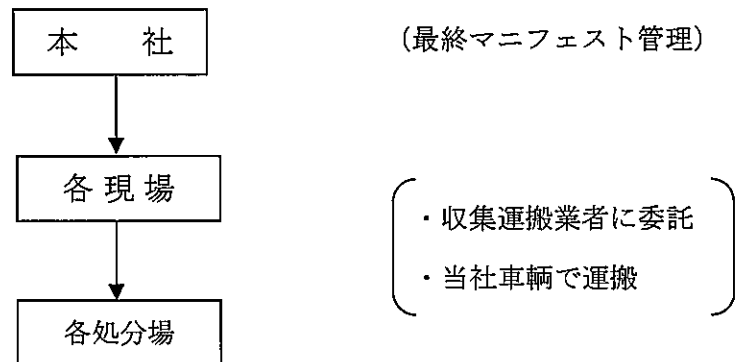 本　社
（最終マニフェスト管理）
各現場
・収集運搬業者に委託
・当社車輌で運搬
各処分場